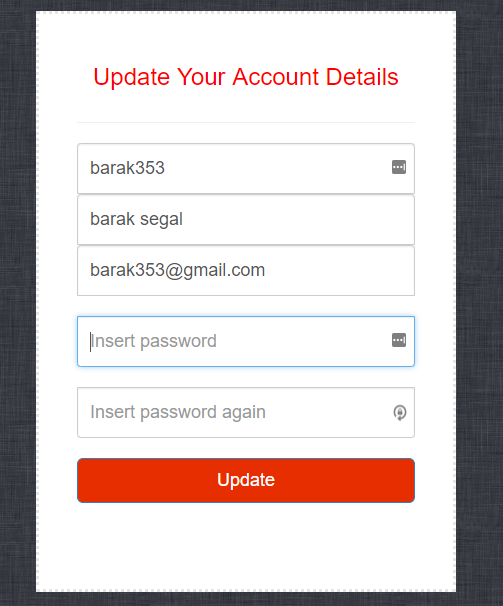 Update Your Account Details
barak353
barak segal
barak353@gmail.com
Insert password
Insert password again
Update